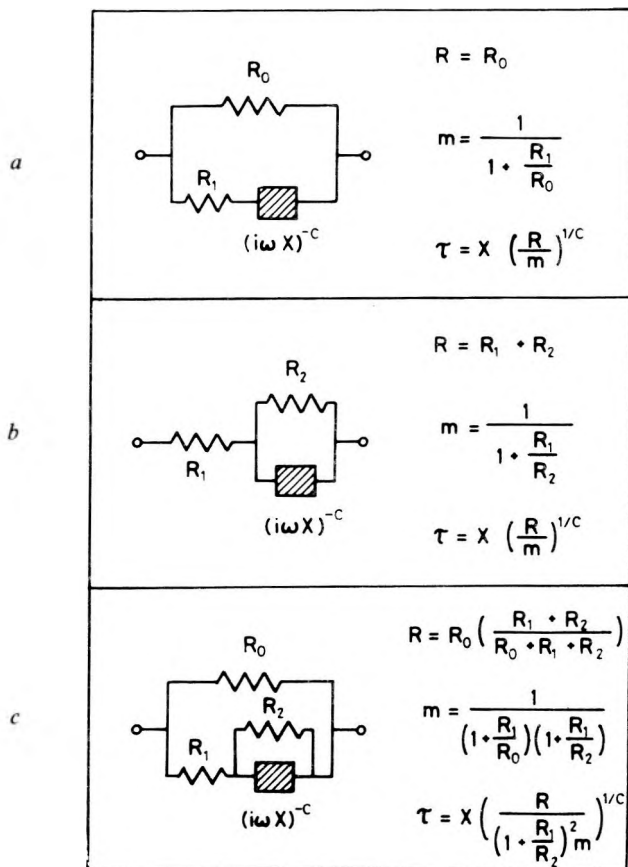 a
R₀
R₁
(iωX)⁻ᶜ
R = R₀
m = 1 / (1 + R₁/R₀)
τ = X (R/m)^1/C
b
R₂
R₁
(iωX)⁻ᶜ
R = R₁ + R₂
m = 1 / (1 + R₁/R₂)
τ = X (R/m)^1/C
c
R₀
R₂
R₁
(iωX)⁻ᶜ
R = R₀ ((R₁ + R₂) / (R₀ + R₁ + R₂))
m = 1 / ((1 + R₁/R₀)(1 + R₁/R₂))
τ = X (R / ((1 + R₁/R₂)² m))^1/C